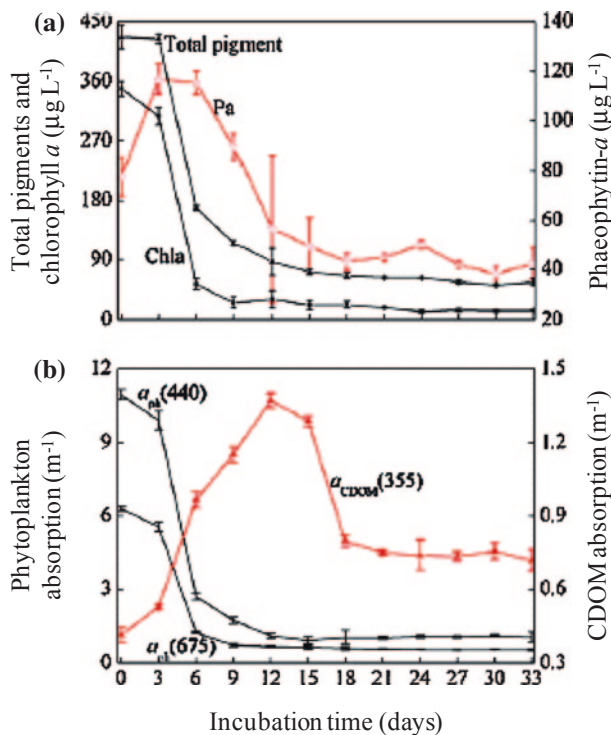 (a)
450
360
270
180
90
0
Total pigments and
chlorophyll a (µg L-1)
Total pigment
Pa
Chla
140
120
100
80
60
40
20
Phaeophytin-a (µg L-1)
(b)
12
9
6
3
0
Phytoplankton
absorption (m-1)
aph(440)
aCDOM(355)
aph(675)
1.5
1.2
0.9
0.6
0.3
CDOM absorption (m-1)
0 3 6 9 12 15 18 21 24 27 30 33
Incubation time (days)